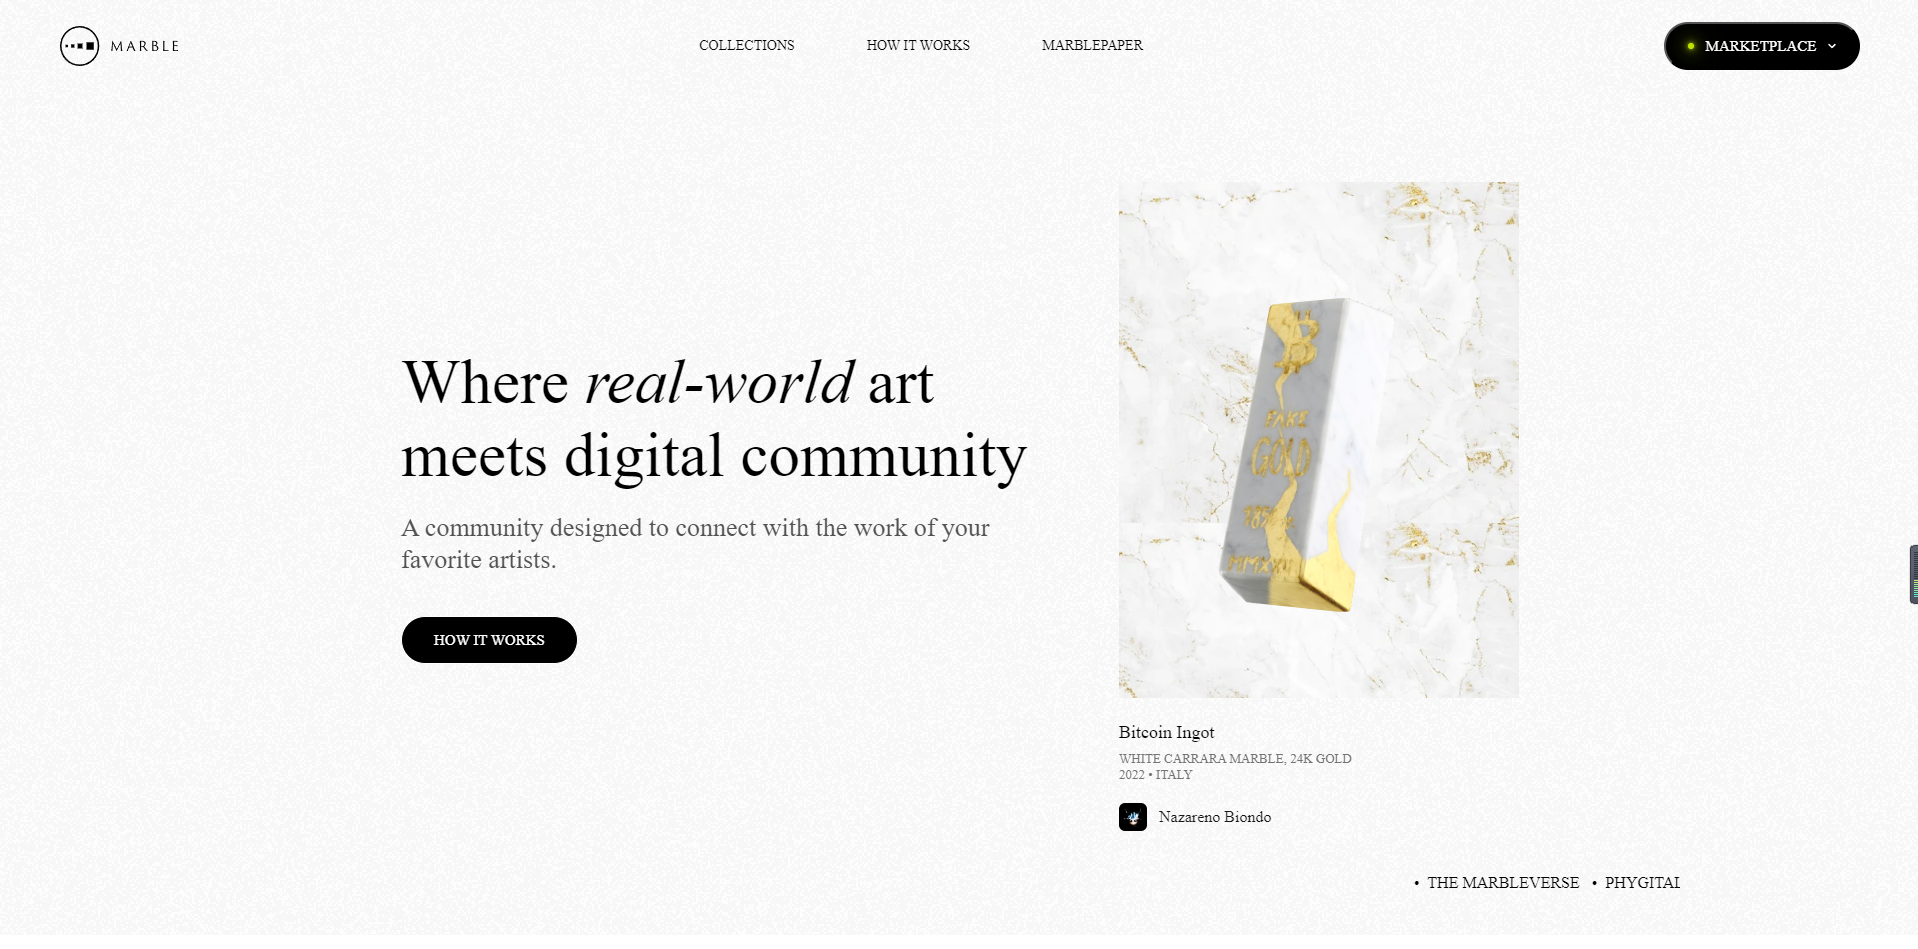 MARBLE
COLLECTIONS
HOW IT WORKS
MARBLEPAPER
MARKETPLACE
Where real-world art
meets digital community
A community designed to connect with the work of your
favorite artists.
HOW IT WORKS
FAKE
GOLD
Bitcoin Ingot
WHITE CARRARA MARBLE, 24K GOLD
2022 • ITALY
Nazareno Biondo
• THE MARBLEVERSE • PHYGITAL